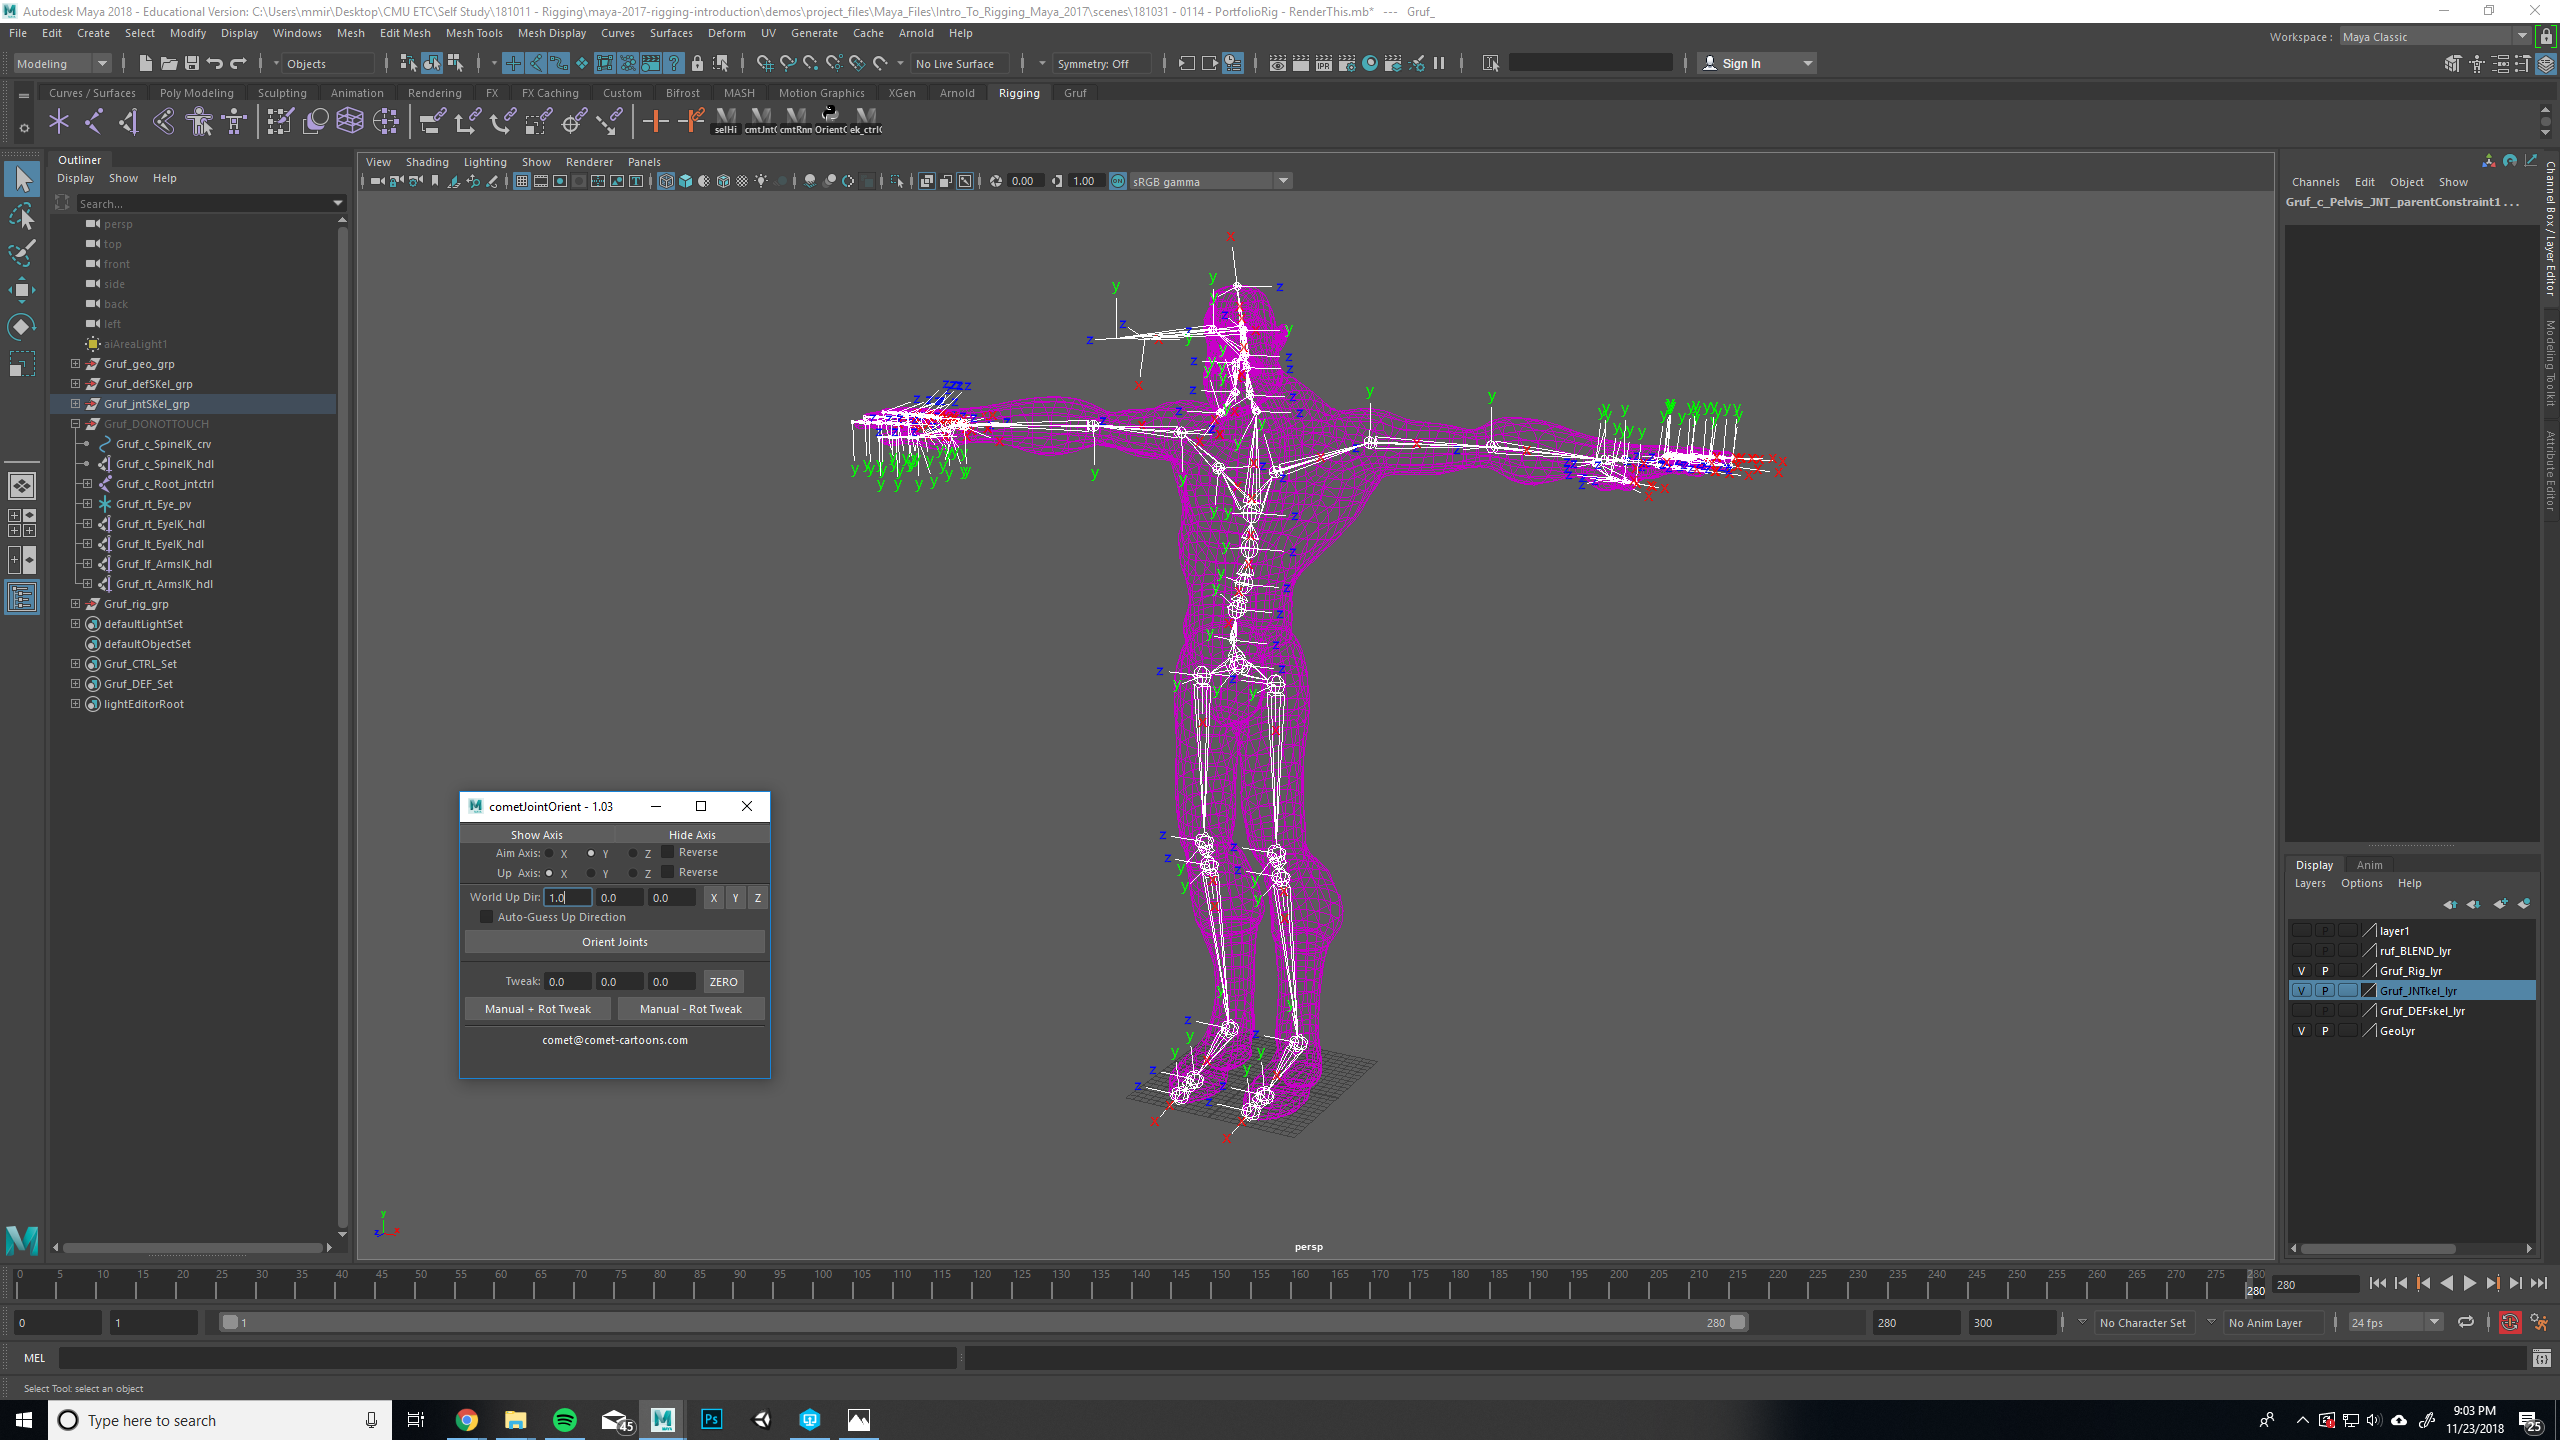 Autodesk Maya 2018 - Educational Version: C:\Users\mmir\Desktop\CMU ETC\Self Study\181011 - Rigging\maya-2017-rigging-introduction\demos\project_files\Maya_Files\Intro_To_Rigging_Maya_2017\scenes\181031 - 0114 - PortfolioRig - RenderThis.mb* --- Gruf_
File Edit Create Select Modify Display Windows Mesh Edit Mesh Mesh Tools Mesh Display Curves Surfaces Deform UV Generate Cache Arnold Help
Workspace : Maya Classic
Modeling Objects No Live Surface Symmetry: Off Sign In
Curves / Surfaces Poly Modeling Sculpting Animation Rendering FX FX Caching Custom Bifrost MASH Motion Graphics XGen Arnold Rigging Gruf
selHi cmtJnt cmtRnn Orient ek_ctrl
Outliner
Display Show Help
Search...
persp
top
front
side
back
left
aiAreaLight1
Gruf_geo_grp
Gruf_defSKel_grp
Gruf_jntSKel_grp
Gruf_DONOTTOUCH
Gruf_c_SpineIK_crv
Gruf_c_SpineIK_hdl
Gruf_c_Root_jntctrl
Gruf_rt_Eye_pv
Gruf_rt_EyeIK_hdl
Gruf_lt_EyeIK_hdl
Gruf_lf_ArmsIK_hdl
Gruf_rt_ArmsIK_hdl
Gruf_rig_grp
defaultLightSet
defaultObjectSet
Gruf_CTRL_Set
Gruf_DEF_Set
lightEditorRoot
View Shading Lighting Show Renderer Panels
0.00 1.00 sRGB gamma
cometJointOrient - 1.03
Show Axis Hide Axis
Aim Axis: X Y Z Reverse
Up Axis: X Y Z Reverse
World Up Dir: 1.0 0.0 0.0 X Y Z
Auto-Guess Up Direction
Orient Joints
Tweak: 0.0 0.0 0.0 ZERO
Manual + Rot Tweak Manual - Rot Tweak
comet@comet-cartoons.com
persp
Channels Edit Object Show
Gruf_c_Pelvis_JNT_parentConstraint1 . . .
Channel Box / Layer Editor
Modeling Toolkit
Attribute Editor
Display Anim
Layers Options Help
layer1
ruf_BLEND_lyr
V P Gruf_Rig_lyr
V P Gruf_JNTkel_lyr
Gruf_DEFskel_lyr
V P GeoLyr
0 5 10 15 20 25 30 35 40 45 50 55 60 65 70 75 80 85 90 95 100 105 110 115 120 125 130 135 140 145 150 155 160 165 170 175 180 185 190 195 200 205 210 215 220 225 230 235 240 245 250 255 260 265 270 275 280
280 280
0 1 1 280 280 300 No Character Set No Anim Layer 24 fps
MEL
Select Tool: select an object
Type here to search
45
Ps
9:03 PM
11/23/2018
25